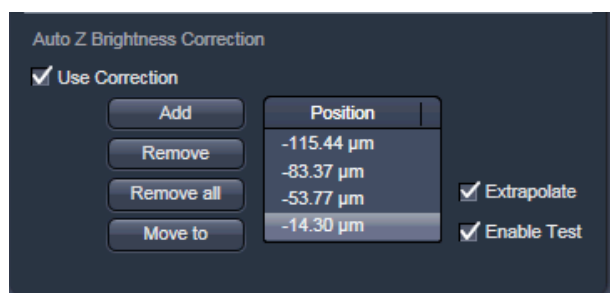 Auto Z Brightness Correction
Use Correction
Add
Remove
Remove all
Move to
Position
-115.44 µm
-83.37 µm
-53.77 µm
-14.30 µm
Extrapolate
Enable Test